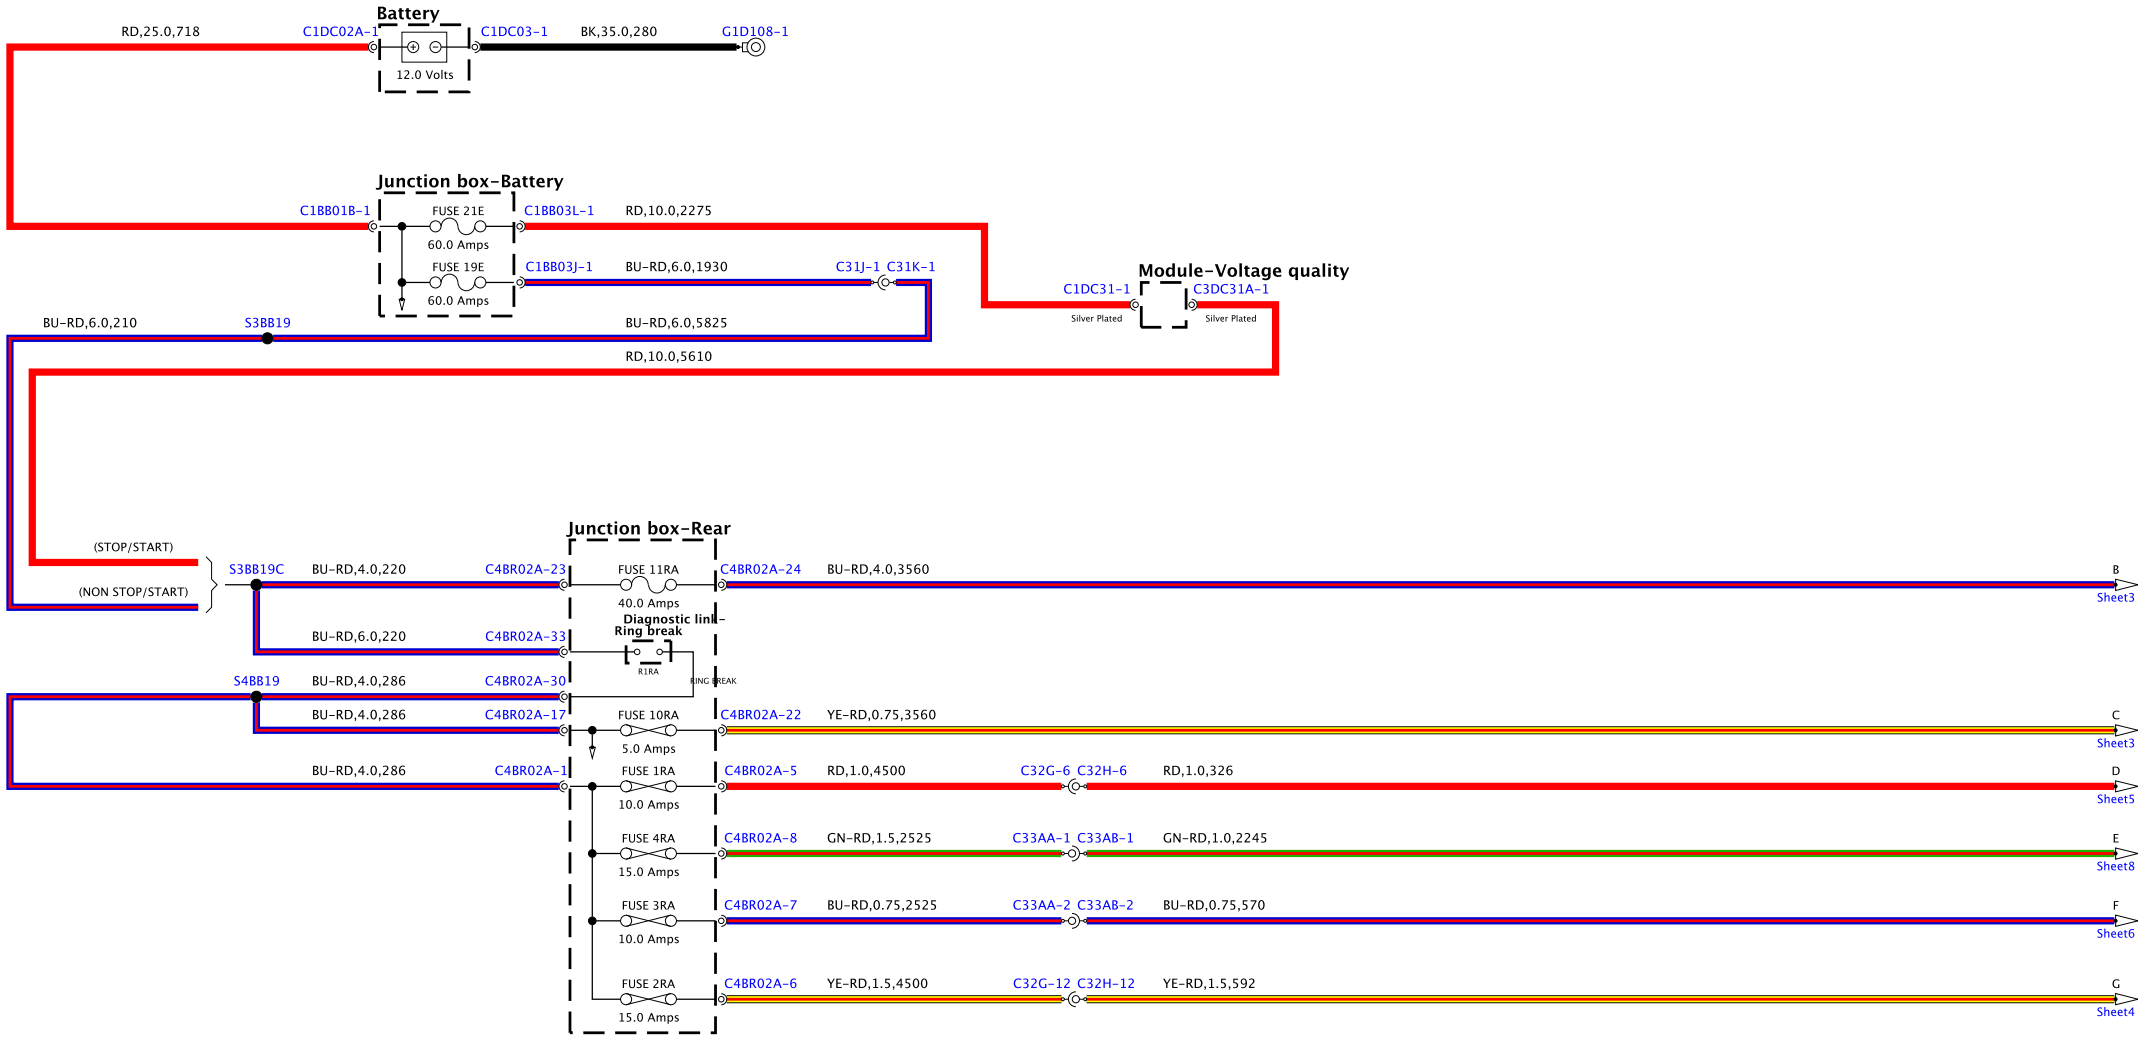 Battery
RD,25.0,718
C1DC02A-1
C1DC03-1
BK,35.0,280
G1D108-1
12.0 Volts
Junction box-Battery
C1BB01B-1
FUSE 21E
C1BB03L-1
RD,10.0,2275
60.0 Amps
FUSE 19E
C1BB03J-1
BU-RD,6.0,1930
C31J-1
C31K-1
Module-Voltage quality
60.0 Amps
C1DC31-1
C3DC31A-1
Silver Plated
Silver Plated
BU-RD,6.0,210
S3BB19
BU-RD,6.0,5825
RD,10.0,5610
Junction box-Rear
(STOP/START)
S3BB19C
BU-RD,4.0,220
C4BR02A-23
FUSE 11RA
C4BR02A-24
BU-RD,4.0,3560
B
(NON STOP/START)
40.0 Amps
Sheet3
Diagnostic link-
Ring break
BU-RD,6.0,220
C4BR02A-33
R1RA
S4BB19
BU-RD,4.0,286
C4BR02A-30
RING BREAK
BU-RD,4.0,286
C4BR02A-17
FUSE 10RA
C4BR02A-22
YE-RD,0.75,3560
C
5.0 Amps
Sheet3
BU-RD,4.0,286
C4BR02A-1
FUSE 1RA
C4BR02A-5
RD,1.0,4500
C32G-6
C32H-6
RD,1.0,326
D
10.0 Amps
Sheet5
FUSE 4RA
C4BR02A-8
GN-RD,1.5,2525
C33AA-1
C33AB-1
GN-RD,1.0,2245
E
15.0 Amps
Sheet8
FUSE 3RA
C4BR02A-7
BU-RD,0.75,2525
C33AA-2
C33AB-2
BU-RD,0.75,570
F
10.0 Amps
Sheet6
FUSE 2RA
C4BR02A-6
YE-RD,1.5,4500
C32G-12
C32H-12
YE-RD,1.5,592
G
15.0 Amps
Sheet4